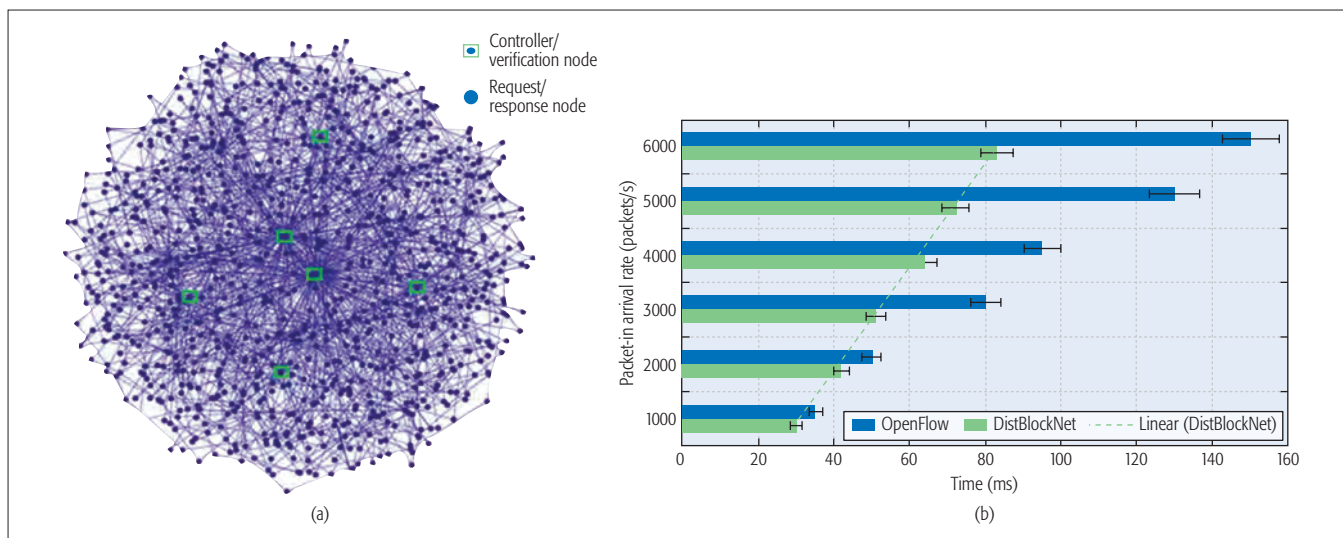 Controller/
verification node
Request/
response node
(a)
Packet-in arrival rate (packets/s)
6000
5000
4000
3000
2000
1000
OpenFlow DistBlockNet Linear (DistBlockNet)
0 20 40 60 80 100 120 140 160
Time (ms)
(b)